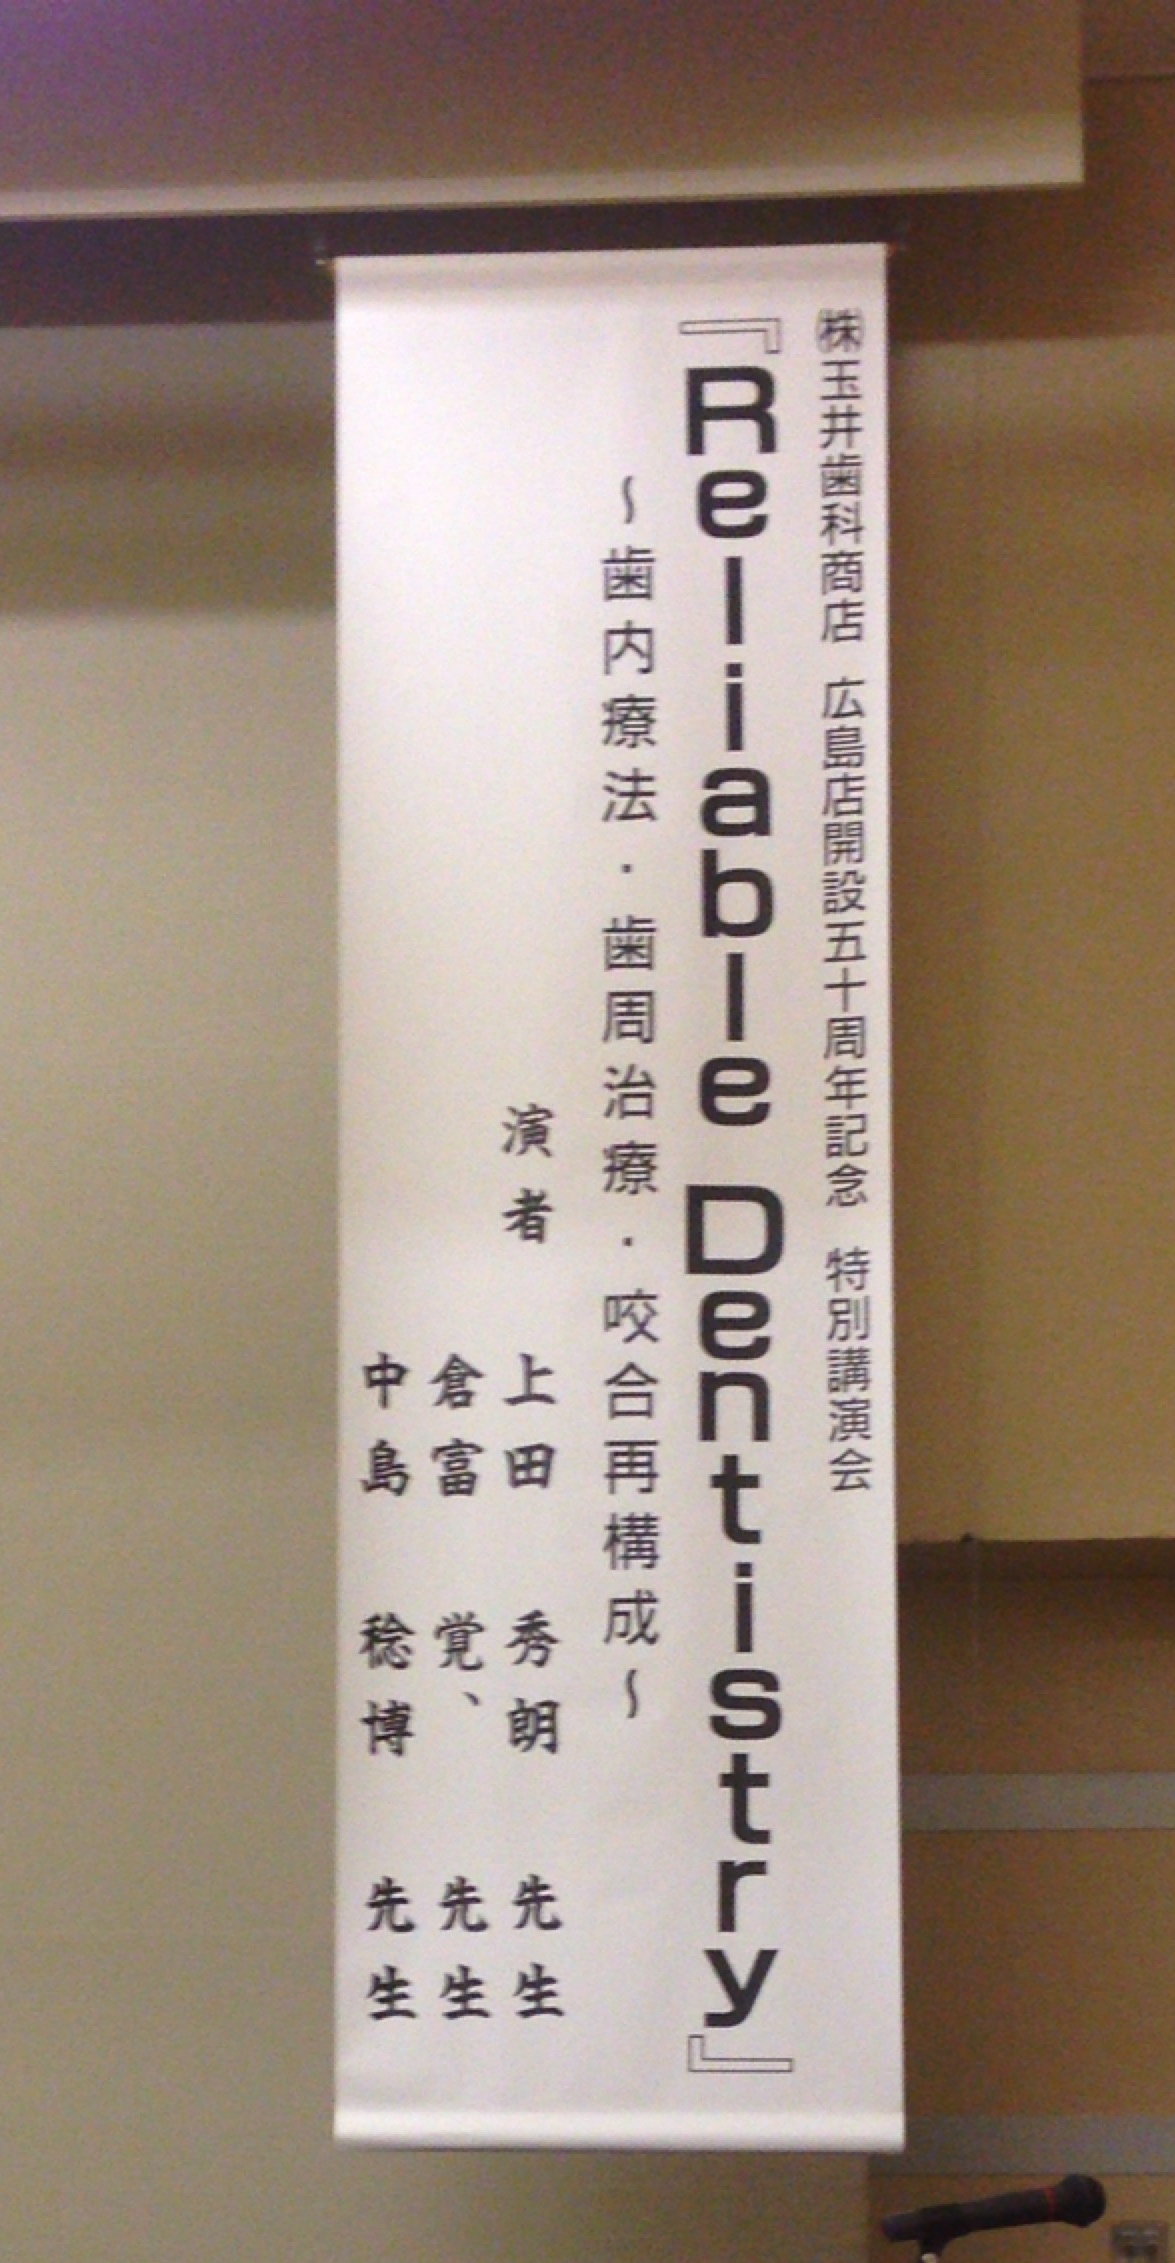 ㈱玉井歯科商店 広島店開設五十周年記念 特別講演会
『Reliable Dentistry』
～歯内療法・歯周治療・咬合再構成～
演者 上田 秀朗 先生
倉富 覚、 先生
中島 稔博 先生